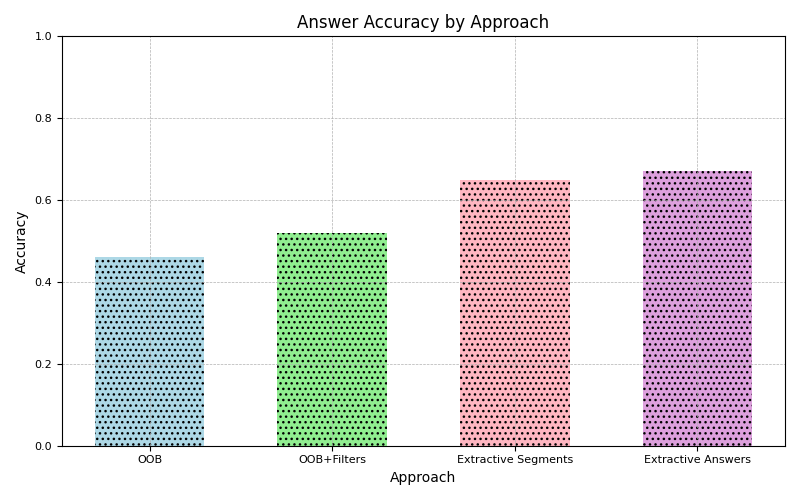 Answer Accuracy by Approach
1.0
0.8
0.6
0.4
0.2
0.0
Accuracy
OOB OOB+Filters Extractive Segments Extractive Answers
Approach